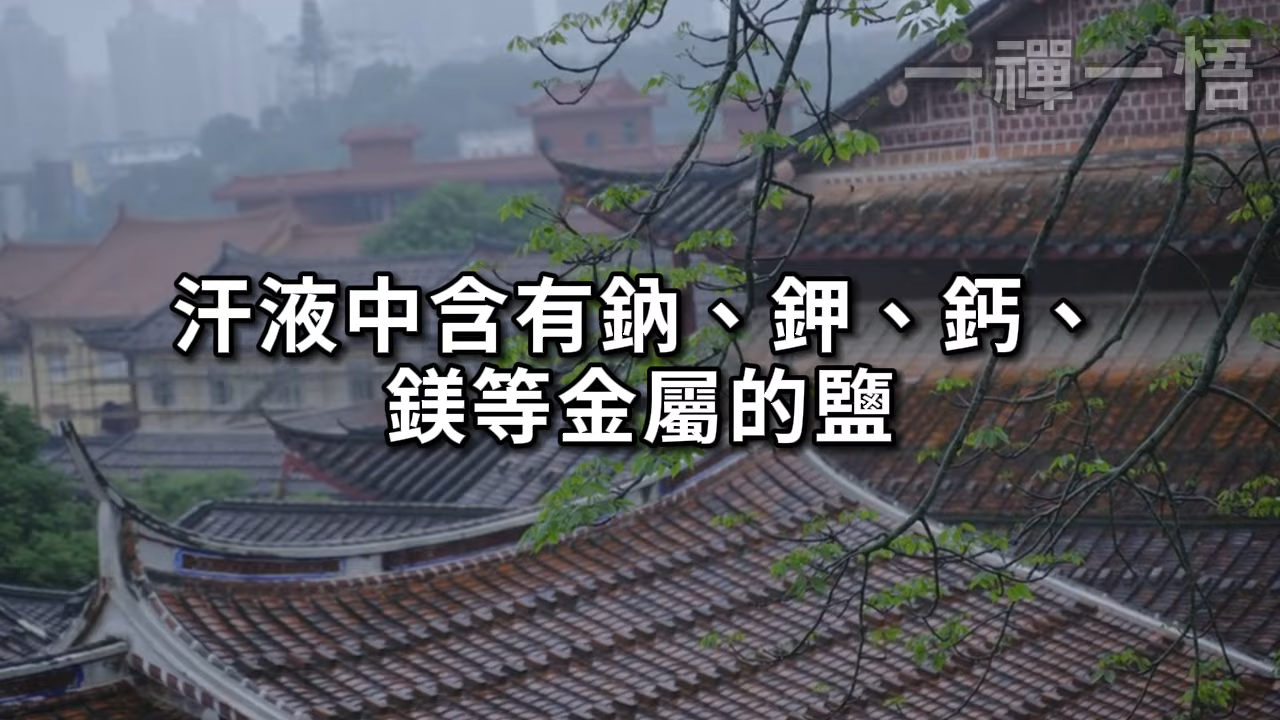 一禪一悟
汗液中含有鈉、鉀、鈣、
鎂等金屬的鹽